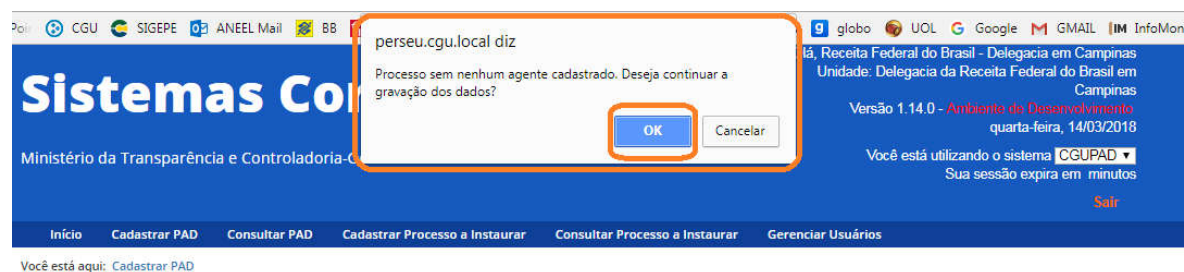 CGU SIGEPE ANEEL Mail BB globo UOL Google GMAIL InfoMon
perseu.cgu.local diz
Processo sem nenhum agente cadastrado. Deseja continuar a
gravação dos dados?
OK Cancelar
lá, Receita Federal do Brasil - Delegacia em Campinas
Unidade: Delegacia da Receita Federal do Brasil em
Campinas
Versão 1.14.0 - Ambiente de Desenvolvimento
quarta-feira, 14/03/2018
Sistemas Cor
Ministério da Transparência e Controladoria-G
Você está utilizando o sistema CGUPAD
Sua sessão expira em minutos
Sair
Início Cadastrar PAD Consultar PAD Cadastrar Processo a Instaurar Consultar Processo a Instaurar Gerenciar Usuários
Você está aqui: Cadastrar PAD